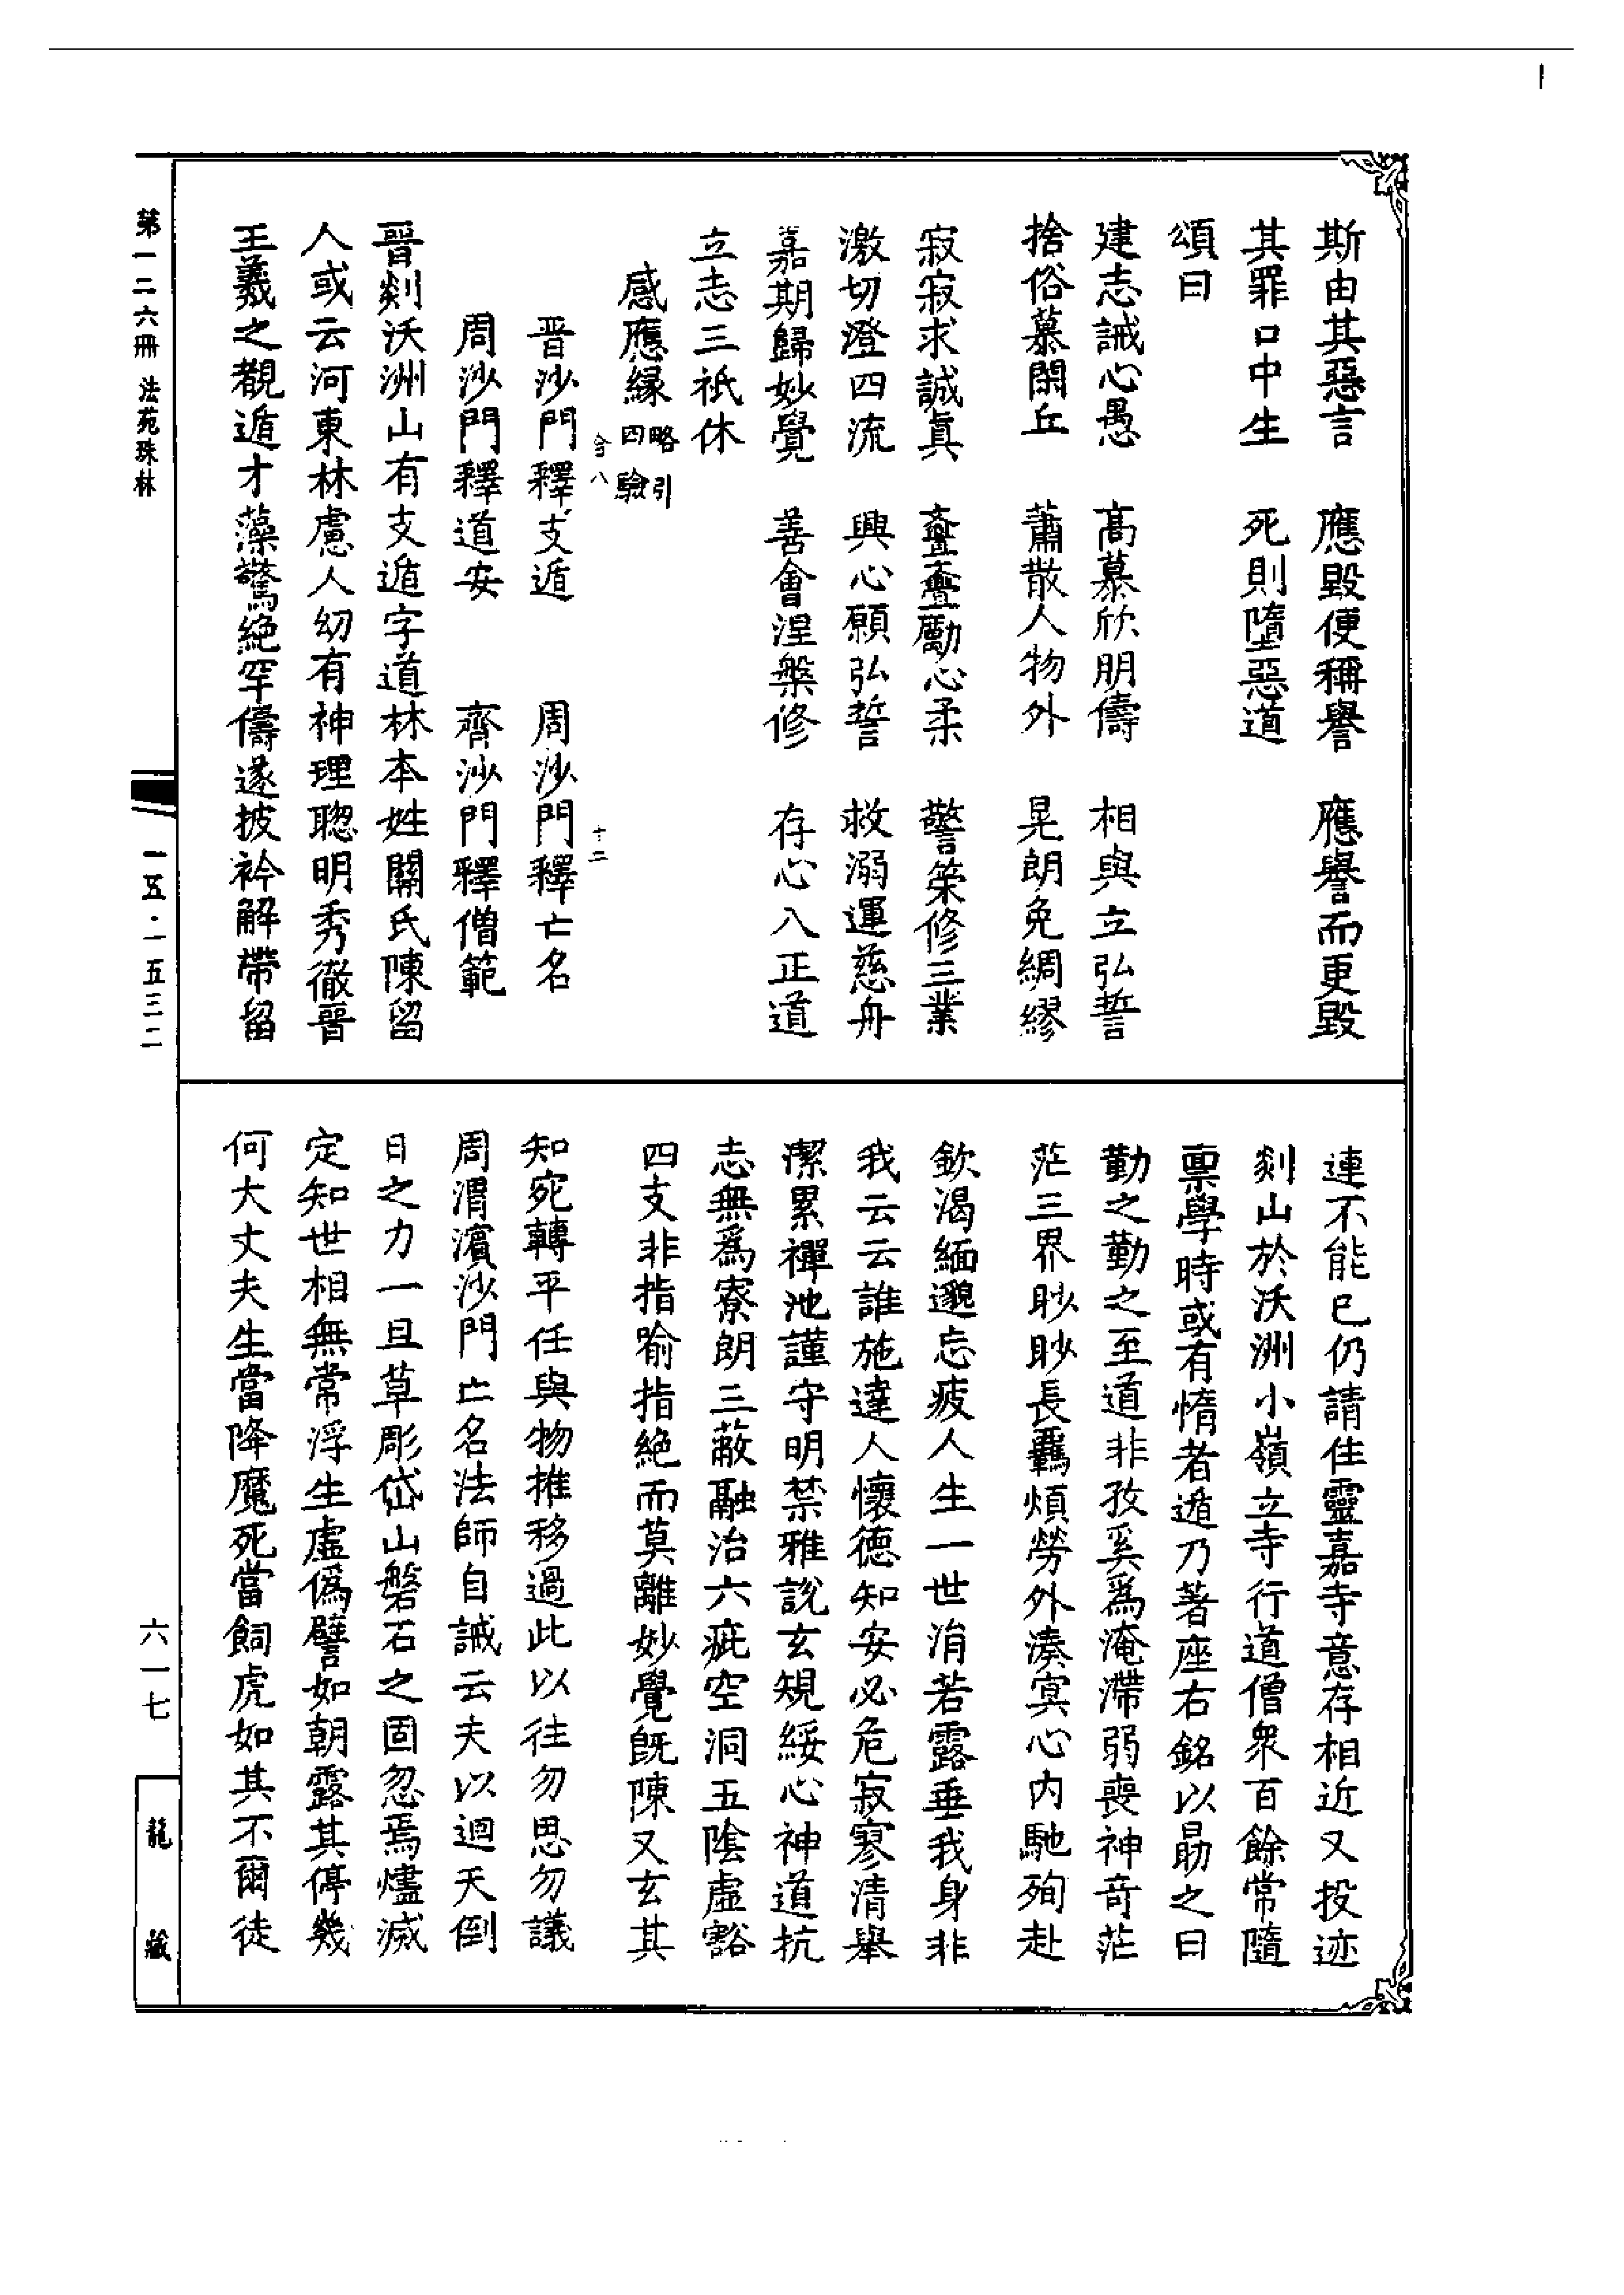 斯由其惡言　應毀便稱譽　應譽而更毀
其罪口中生　死則墮惡道
頌曰
建志誡心愚　高慕欣朋儔　相與立弘誓
捨俗慕閑丘　蕭散人物外　晃朗免綢繆
寂寂求誠真　亹亹勵心柔　警策修三業
激切澄四流　興心願弘誓　救溺運慈舟
嘉期歸妙覺　善會涅槃修　存心八正道
立志三祇休
感應縁略引四驗
晋沙門釋支遁　周沙門釋亡名
周沙門釋道安　齊沙門釋僧範
晉剡沃洲山有支遁字道林本姓關氏陳留
人或云河東林慮人幼有神理聰明秀徹晉
王羲之覩遁才藻驚絶罕儔遂披衿解帶留
連不能已仍請住靈嘉寺意存相近又投迹
剡山於沃洲小嶺立寺行道僧衆百餘常隨
禀學時或有惰者遁乃著座右銘以勗之曰
勤之勤之至道非孜奚為淹滯弱喪神奇茫
茫三界眇眇長羈煩勞外湊冥心内馳殉赴
欽渴緬邈忘疲人生一世涓若露垂我身非
我云云誰施達人懷德知安必危寂寥清舉
潔累禪池謹守明禁雅說玄規綏心神道抗
志無為寮朗三蔽融治六疵空洞五陰虛豁
四支非指喻指絶而莫離妙覺既陳又玄其
知宛轉平任與物推移過此以往勿思勿議
周渭濱沙門亡名法師自誡云夫以迴天倒
日之力一旦草彫岱山磐石之固忽焉燼滅
定知世相無常浮生虛偽譬如朝露其停幾
何大丈夫生當降魔死當飼虎如其不爾徒
第一二六冊　法苑珠林
一五·一五三二
六一七
龍藏